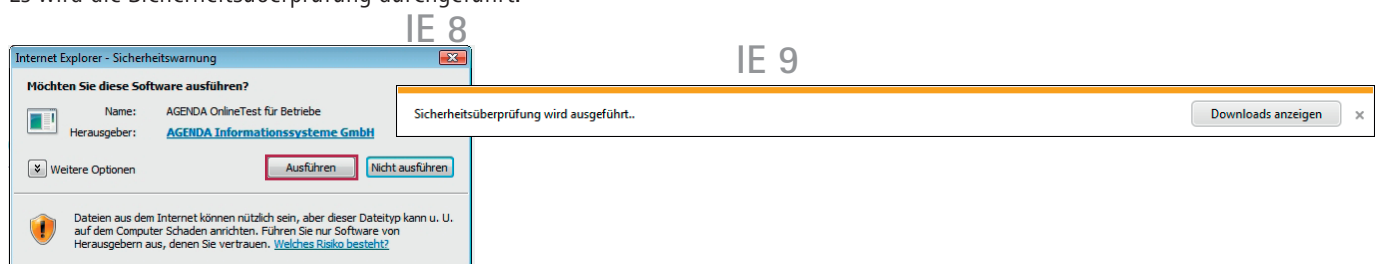 Es wird die Sicherheitsüberprüfung durchgeführt.
IE 8
Internet Explorer - Sicherheitswarnung
Möchten Sie diese Software ausführen?
Name: AGENDA OnlineTest für Betriebe
Herausgeber: AGENDA Informationssysteme GmbH
Weitere Optionen
Ausführen
Nicht ausführen
Dateien aus dem Internet können nützlich sein, aber dieser Dateityp kann u. U.
auf dem Computer Schaden anrichten. Führen Sie nur Software von
Herausgebern aus, denen Sie vertrauen. Welches Risiko besteht?
IE 9
Sicherheitsüberprüfung wird ausgeführt..
Downloads anzeigen